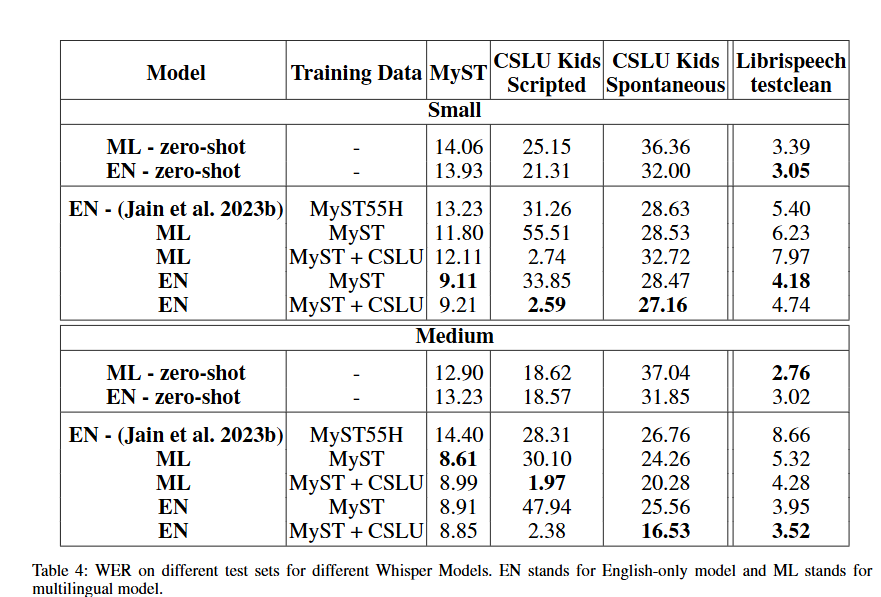 Model Training Data MyST CSLU Kids Scripted CSLU Kids Spontaneous Librispeech testclean
Small
ML - zero-shot - 14.06 25.15 36.36 3.39
EN - zero-shot - 13.93 21.31 32.00 3.05
EN - (Jain et al. 2023b) MyST55H 13.23 31.26 28.63 5.40
ML MyST 11.80 55.51 28.53 6.23
ML MyST + CSLU 12.11 2.74 32.72 7.97
EN MyST 9.11 33.85 28.47 4.18
EN MyST + CSLU 9.21 2.59 27.16 4.74
Medium
ML - zero-shot - 12.90 18.62 37.04 2.76
EN - zero-shot - 13.23 18.57 31.85 3.02
EN - (Jain et al. 2023b) MyST55H 14.40 28.31 26.76 8.66
ML MyST 8.61 30.10 24.26 5.32
ML MyST + CSLU 8.99 1.97 20.28 4.28
EN MyST 8.91 47.94 25.56 3.95
EN MyST + CSLU 8.85 2.38 16.53 3.52
Table 4: WER on different test sets for different Whisper Models. EN stands for English-only model and ML stands for
multilingual model.